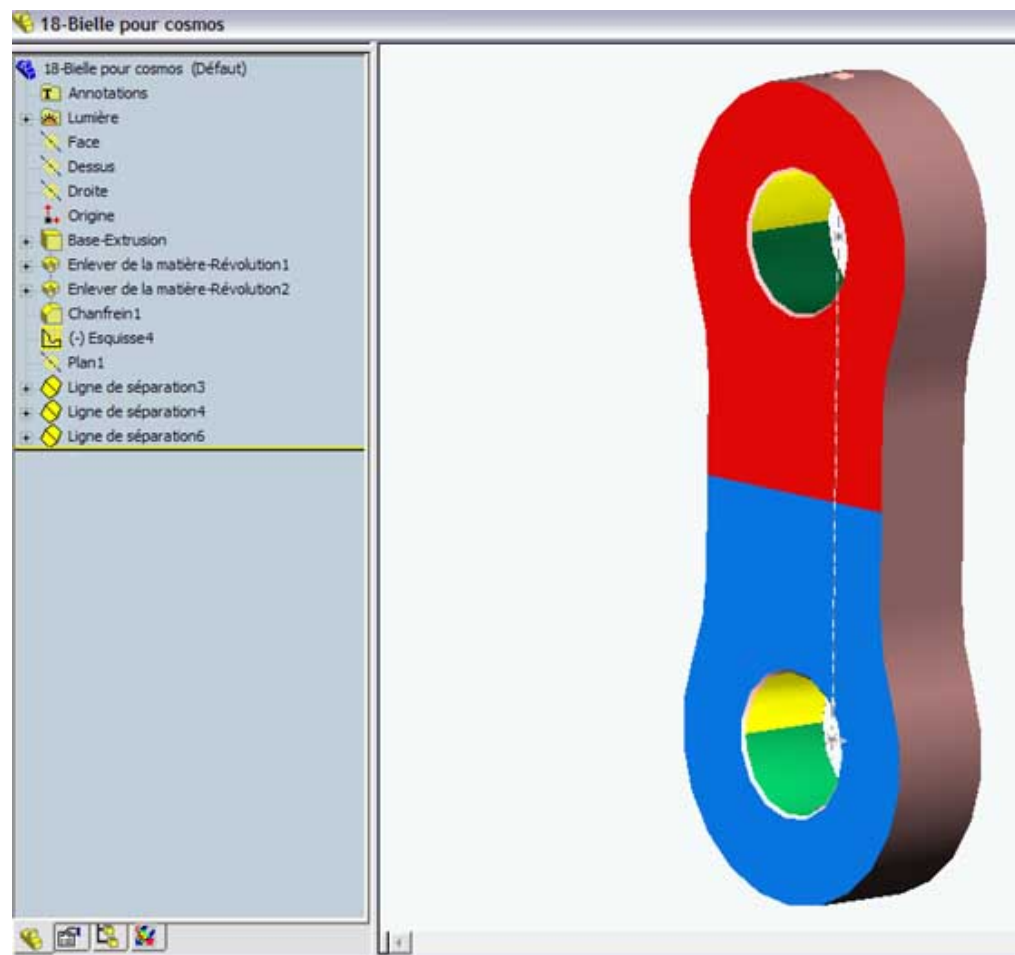 18-Bielle pour cosmos
18-Bielle pour cosmos (Défaut)
Annotations
Lumière
Face
Dessus
Droite
Origine
Base-Extrusion
Enlever de la matière-Révolution1
Enlever de la matière-Révolution2
Chanfrein1
(-) Esquisse4
Plan1
Ligne de séparation3
Ligne de séparation4
Ligne de séparation6